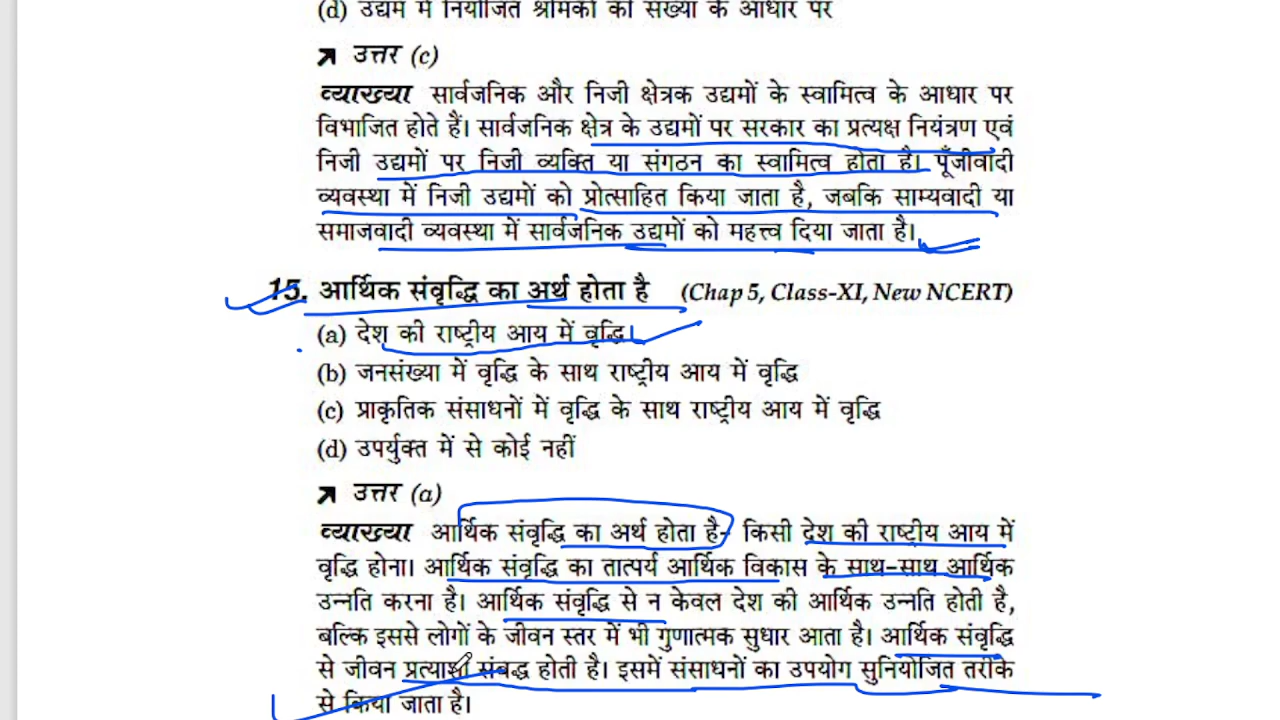 (d) उद्यम में नियोजित श्रमिकों की संख्या के आधार पर
उत्तर (c)
व्याख्या सार्वजनिक और निजी क्षेत्रक उद्यमों के स्वामित्व के आधार पर
विभाजित होते हैं। सार्वजनिक क्षेत्र के उद्यमों पर सरकार का प्रत्यक्ष नियंत्रण एवं
निजी उद्यमों पर निजी व्यक्ति या संगठन का स्वामित्व होता है। पूँजीवादी
व्यवस्था में निजी उद्यमों को प्रोत्साहित किया जाता है, जबकि साम्यवादी या
समाजवादी व्यवस्था में सार्वजनिक उद्यमों को महत्त्व दिया जाता है।
15. आर्थिक संवृद्धि का अर्थ होता है (Chap 5, Class-XI, New NCERT)
(a) देश की राष्ट्रीय आय में वृद्धि।
(b) जनसंख्या में वृद्धि के साथ राष्ट्रीय आय में वृद्धि
(c) प्राकृतिक संसाधनों में वृद्धि के साथ राष्ट्रीय आय में वृद्धि
(d) उपर्युक्त में से कोई नहीं
उत्तर (a)
व्याख्या आर्थिक संवृद्धि का अर्थ होता है- किसी देश की राष्ट्रीय आय में
वृद्धि होना। आर्थिक संवृद्धि का तात्पर्य आर्थिक विकास के साथ-साथ आर्थिक
उन्नति करना है। आर्थिक संवृद्धि से न केवल देश की आर्थिक उन्नति होती है,
बल्कि इससे लोगों के जीवन स्तर में भी गुणात्मक सुधार आता है। आर्थिक संवृद्धि
से जीवन प्रत्याशा संबद्ध होती है। इसमें संसाधनों का उपयोग सुनियोजित तरीके
से किया जाता है।